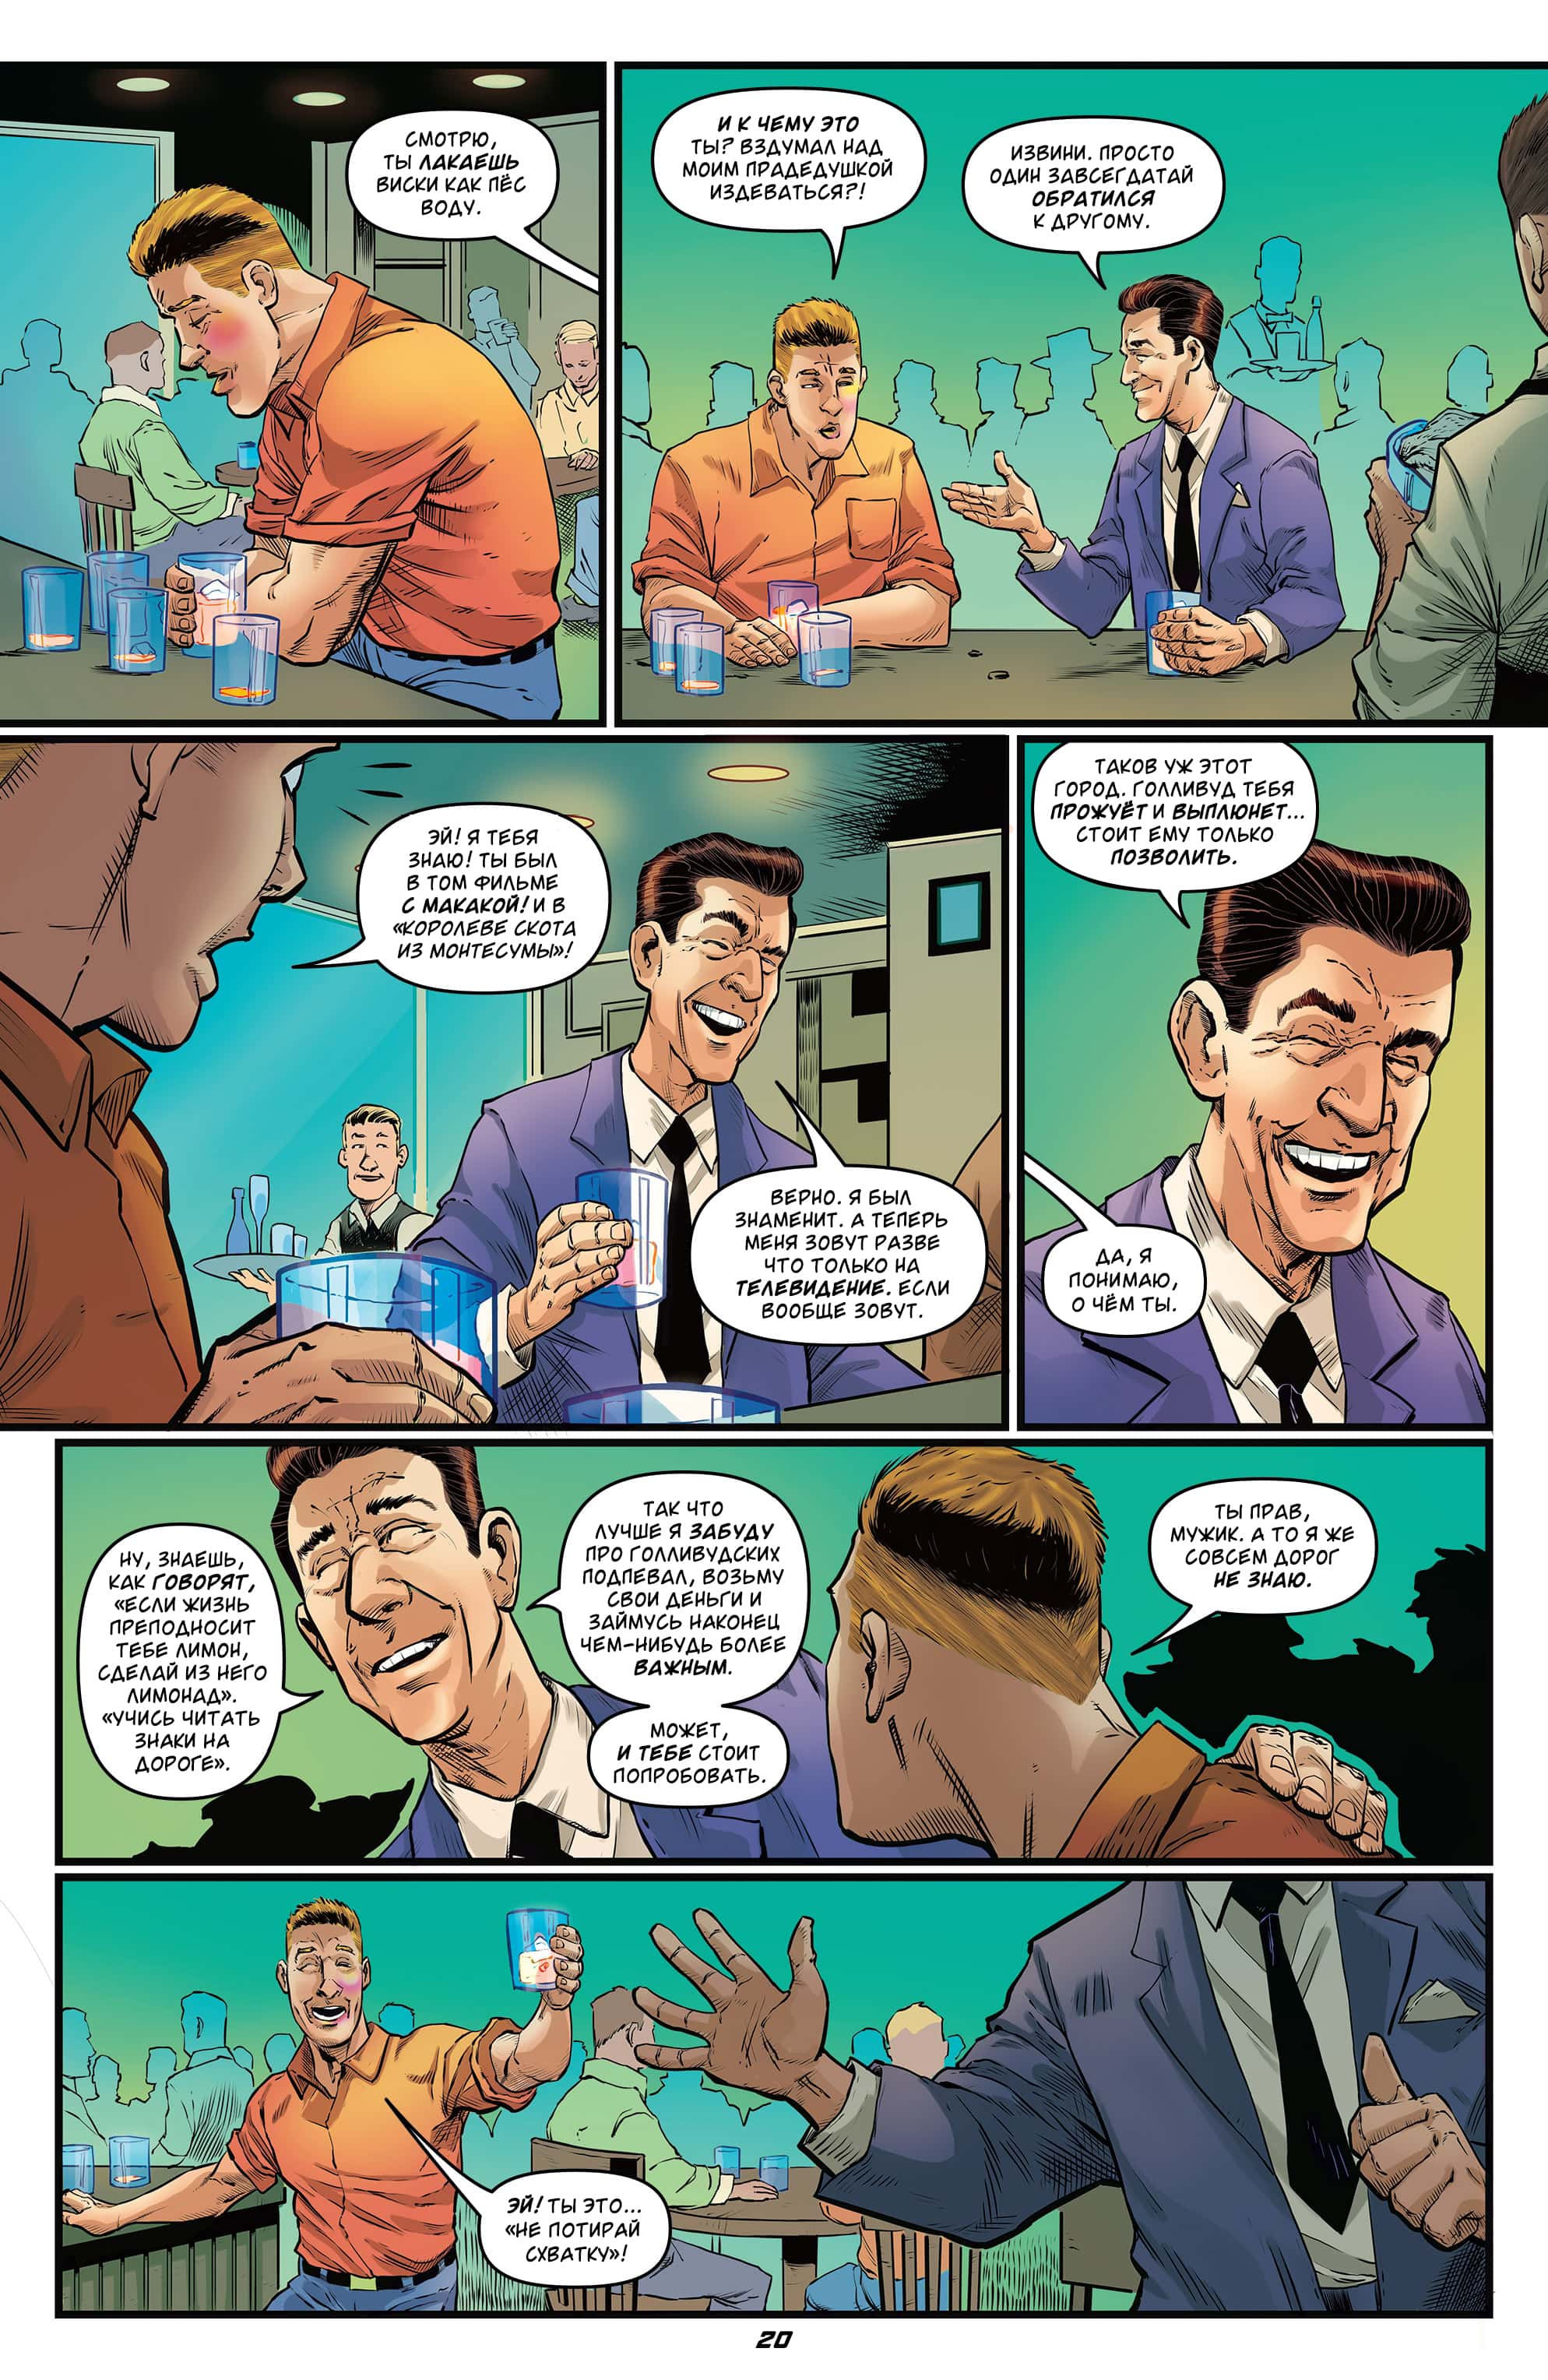 СМОТРЮ,
ТЫ ЛАКАЕШЬ
ВИСКИ КАК ПЁС
ВОДУ.
И К ЧЕМУ ЭТО
ТЫ? ВЗДУМАЛ НАД
МОИМ ПРАДЕДУШКОЙ
ИЗДЕВАТЬСЯ?!
ИЗВИНИ. ПРОСТО
ОДИН ЗАВСЕГДАТАЙ
ОБРАТИЛСЯ
К ДРУГОМУ.
ЭЙ! Я ТЕБЯ
ЗНАЮ! ТЫ БЫЛ
В ТОМ ФИЛЬМЕ
С МАКАКОЙ! И В
«КОРОЛЕВЕ СКОТА
ИЗ МОНТЕСУМЫ»!
ВЕРНО. Я БЫЛ
ЗНАМЕНИТ. А ТЕПЕРЬ
МЕНЯ ЗОВУТ РАЗВЕ
ЧТО ТОЛЬКО НА
ТЕЛЕВИДЕНИЕ. ЕСЛИ
ВООБЩЕ ЗОВУТ.
ТАКОВ УЖ ЭТОТ
ГОРОД. ГОЛЛИВУД ТЕБЯ
ПРОЖУЁТ И ВЫПЛЮНЕТ...
СТОИТ ЕМУ ТОЛЬКО
ПОЗВОЛИТЬ.
ДА, Я
ПОНИМАЮ,
О ЧЁМ ТЫ.
НУ, ЗНАЕШЬ,
КАК ГОВОРЯТ,
«ЕСЛИ ЖИЗНЬ
ПРЕПОДНОСИТ
ТЕБЕ ЛИМОН,
СДЕЛАЙ ИЗ НЕГО
ЛИМОНАД».
«УЧИСЬ ЧИТАТЬ
ЗНАКИ НА
ДОРОГЕ».
ТАК ЧТО
ЛУЧШЕ Я ЗАБУДУ
ПРО ГОЛЛИВУДСКИХ
ПОДПЕВАЛ, ВОЗЬМУ
СВОИ ДЕНЬГИ И
ЗАЙМУСЬ НАКОНЕЦ
ЧЕМ-НИБУДЬ БОЛЕЕ
ВАЖНЫМ.
МОЖЕТ,
И ТЕБЕ СТОИТ
ПОПРОБОВАТЬ.
ТЫ ПРАВ,
МУЖИК. А ТО Я ЖЕ
СОВСЕМ ДОРОГ
НЕ ЗНАЮ.
ЭЙ! ТЫ ЭТО...
«НЕ ПОТИРАЙ
СХВАТКУ»!
20